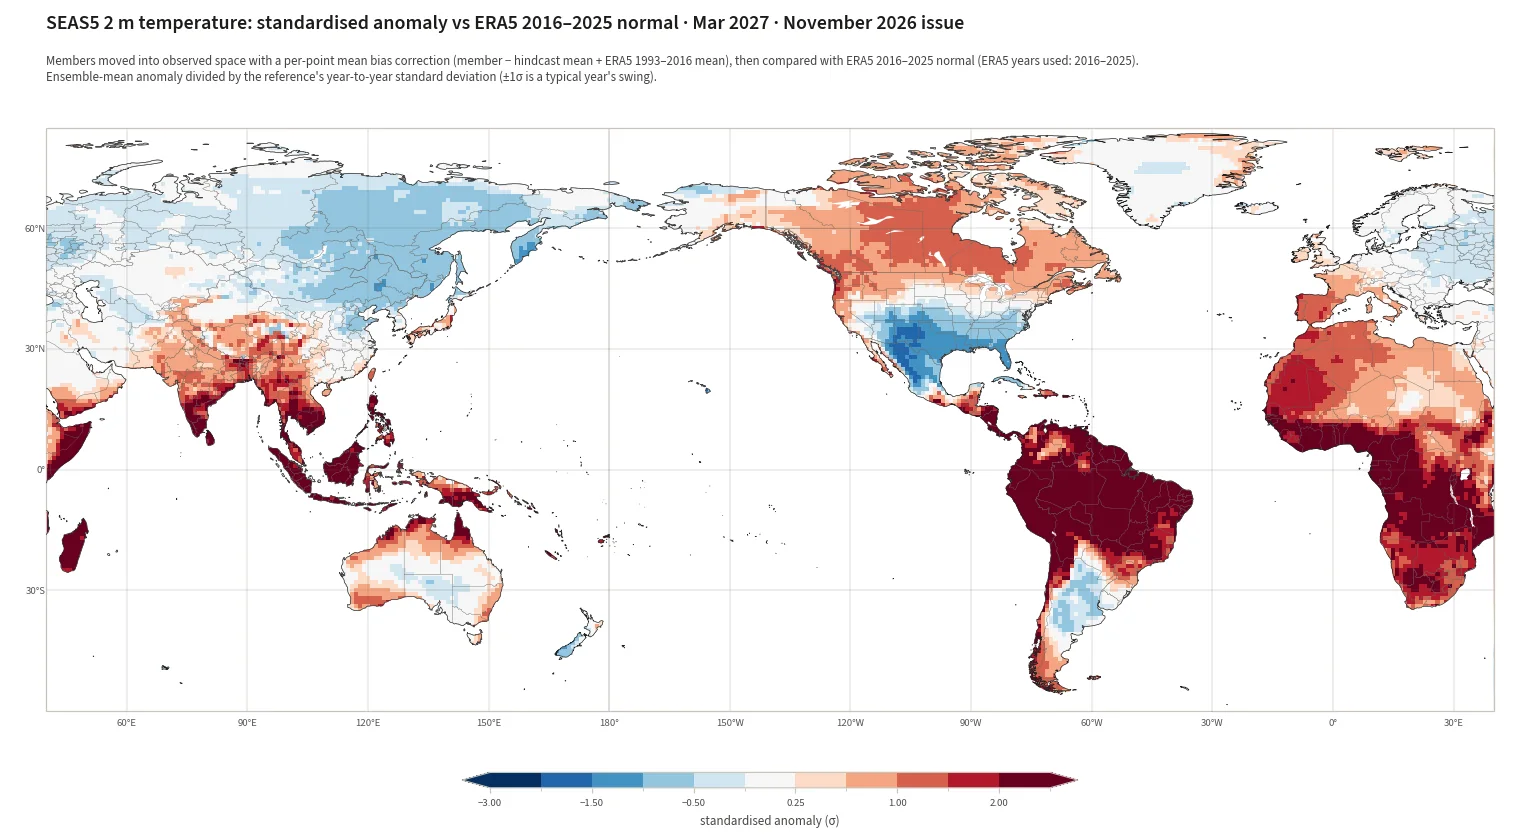 SEAS5 2 m temperature: standardised anomaly vs ERA5 2016–2025 normal · Mar 2027 · November 2026 issue
Members moved into observed space with a per-point mean bias correction (member − hindcast mean + ERA5 1993–2016 mean), then compared with ERA5 2016–2025 normal (ERA5 years used: 2016–2025).
Ensemble-mean anomaly divided by the reference's year-to-year standard deviation (±1σ is a typical year's swing).
60°N
30°N
0°
30°S
60°E 90°E 120°E 150°E 180° 150°W 120°W 90°W 60°W 30°W 0° 30°E
−3.00 −1.50 −0.50 0.25 1.00 2.00
standardised anomaly (σ)